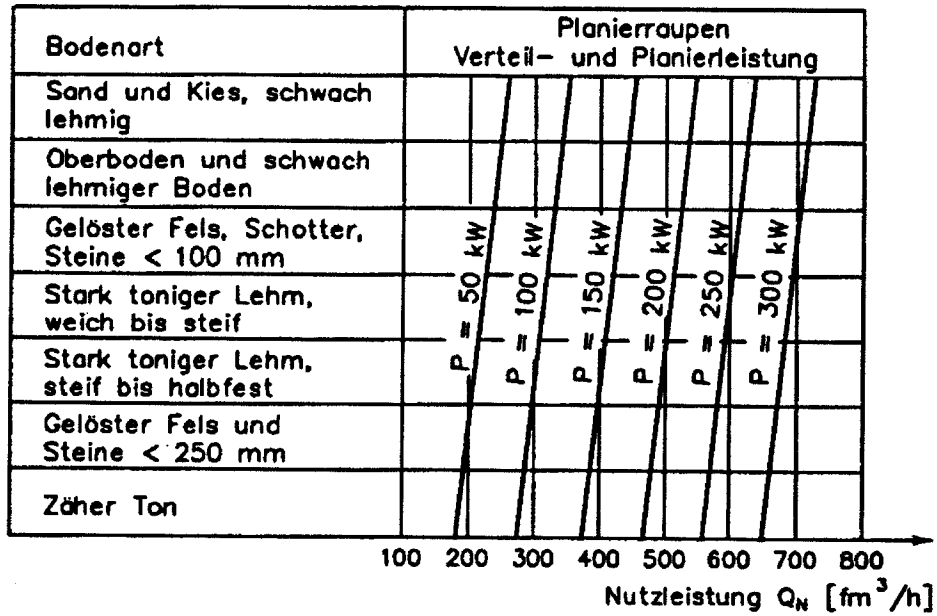 Bodenart
Planierraupen
Verteil- und Planierleistung
Sand und Kies, schwach
lehmig
Oberboden und schwach
lehmiger Boden
Gelöster Fels, Schotter,
Steine < 100 mm
Stark toniger Lehm,
weich bis steif
Stark toniger Lehm,
steif bis halbfest
Gelöster Fels und
Steine < 250 mm
Zäher Ton
P = 50 kW
P = 100 kW
P = 150 kW
P = 200 kW
P = 250 kW
P = 300 kW
100 200 300 400 500 600 700 800
Nutzleistung Q_N [fm³/h]